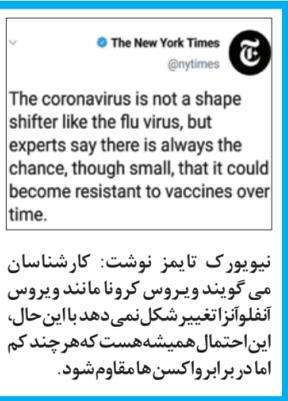 The New York Times
@nytimes
The coronavirus is not a shape
shifter like the flu virus, but
experts say there is always the
chance, though small, that it could
become resistant to vaccines over
time.
نیویورک تایمز نوشت: کارشناسان
می گویند ویروس کرونا مانند ویروس
آنفلوآنزا تغییر شکل نمی دهد با این حال،
این احتمال همیشه هست که هر چند کم
اما در برابر واکسن ها مقاوم شود.